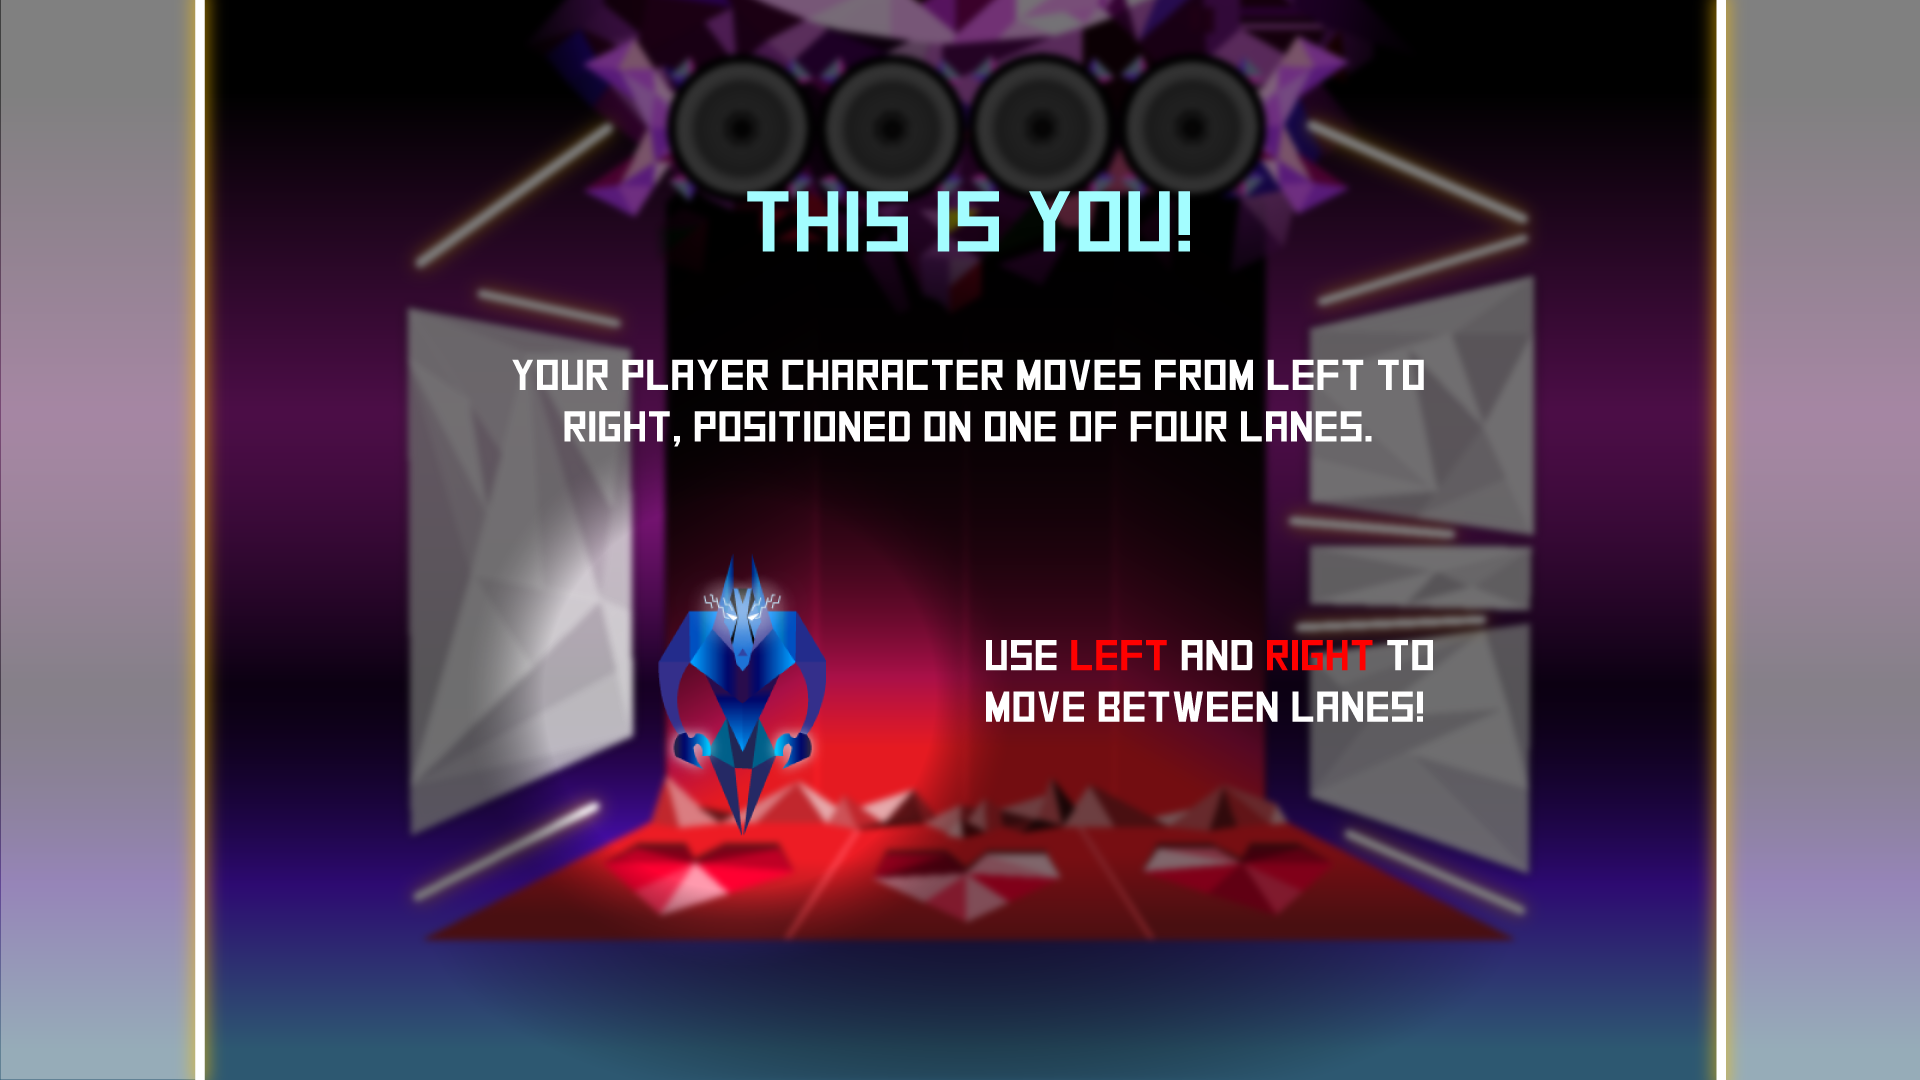 THIS IS YOU!
YOUR PLAYER CHARACTER MOVES FROM LEFT TO
RIGHT, POSITIONED ON ONE OF FOUR LANES.
USE LEFT AND RIGHT TO
MOVE BETWEEN LANES!